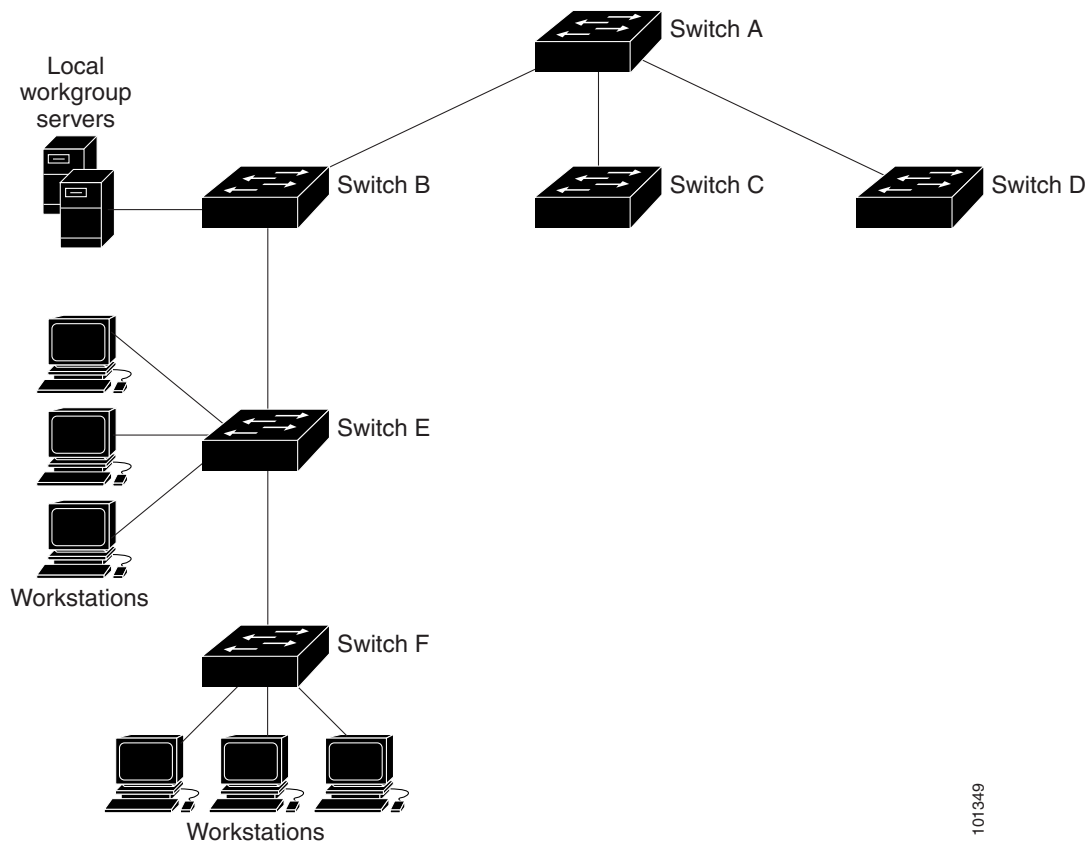 Switch A
Local
workgroup
servers
Switch B
Switch C
Switch D
Switch E
Workstations
Switch F
Workstations
101349